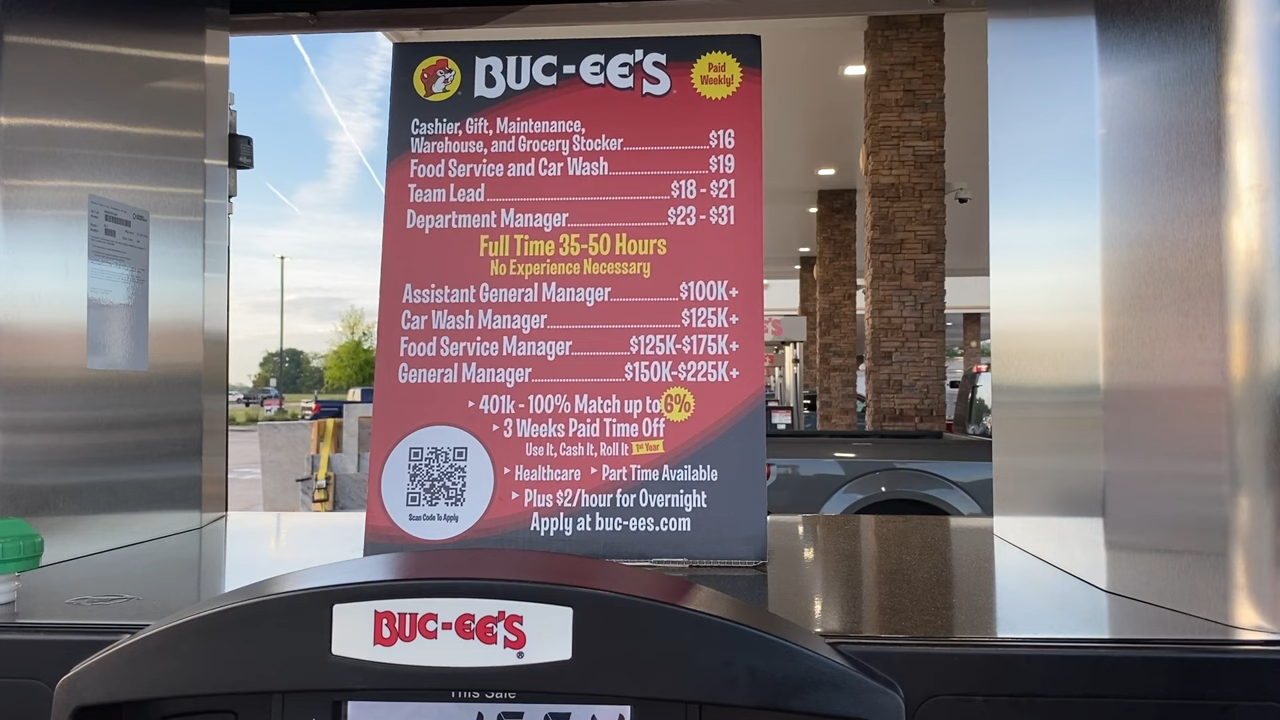 BUC-EE'S
Paid
Weekly!
Cashier, Gift, Maintenance,
Warehouse, and Grocery Stocker $16
Food Service and Car Wash $19
Team Lead $18 - $21
Department Manager $23 - $31
Full Time 35-50 Hours
No Experience Necessary
Assistant General Manager $100K+
Car Wash Manager $125K+
Food Service Manager $125K-$175K+
General Manager $150K-$225K+
401k - 100% Match up to 6%
3 Weeks Paid Time Off
Use It, Cash It, Roll It 1st Year
Healthcare Part Time Available
Plus $2/hour for Overnight
Apply at buc-ees.com
Scan Code To Apply
BUC-EE'S®
This Sale